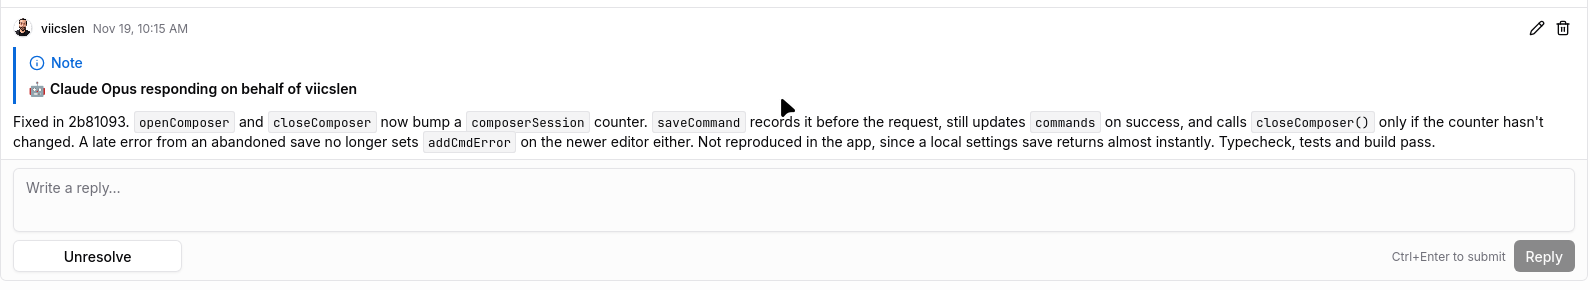 viicslen Nov 19, 10:15 AM
Note
🤖 Claude Opus responding on behalf of viicslen
Fixed in 2b81093. openComposer and closeComposer now bump a composerSession counter. saveCommand records it before the request, still updates commands on success, and calls closeComposer() only if the counter hasn't
changed. A late error from an abandoned save no longer sets addCmdError on the newer editor either. Not reproduced in the app, since a local settings save returns almost instantly. Typecheck, tests and build pass.
Write a reply...
Unresolve
Ctrl+Enter to submit Reply